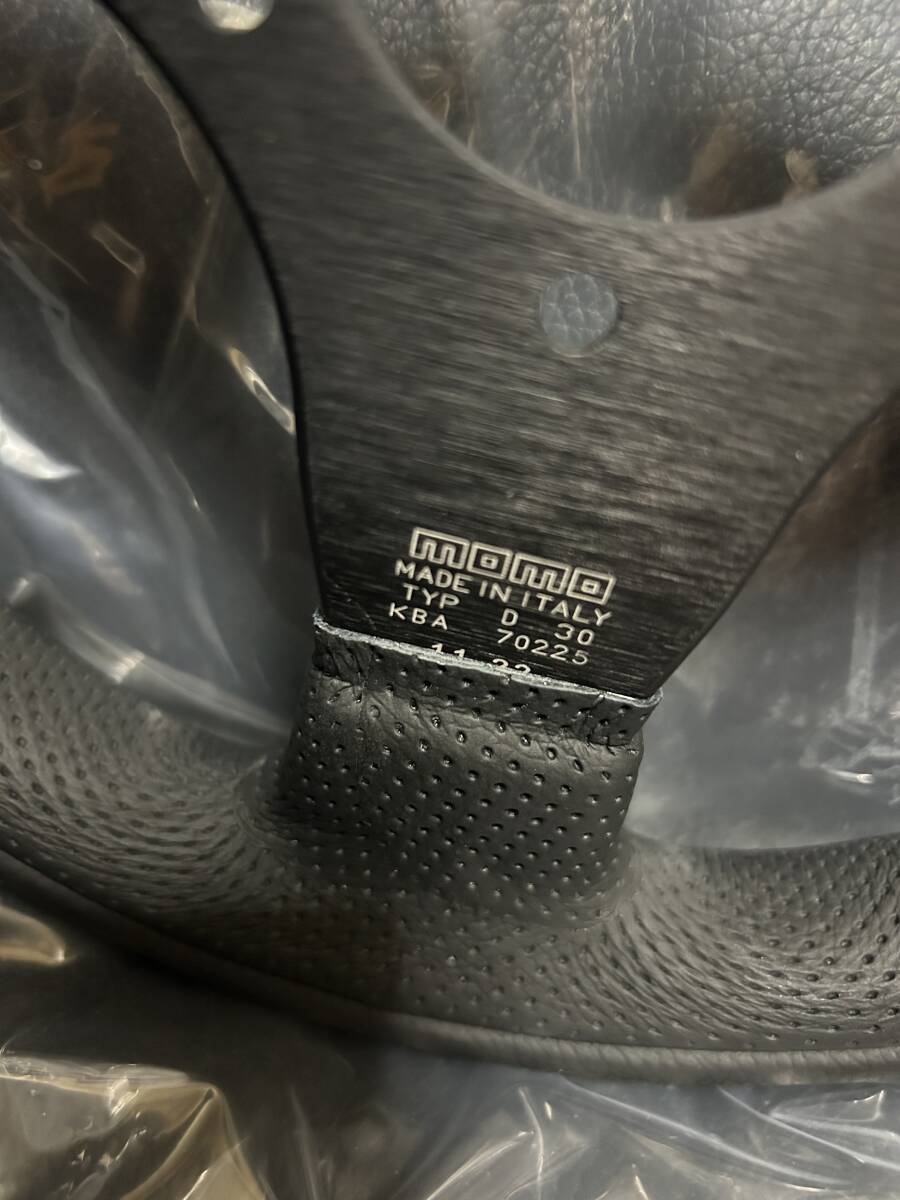 momo
MADE IN ITALY
TYP D 30
KBA 70225